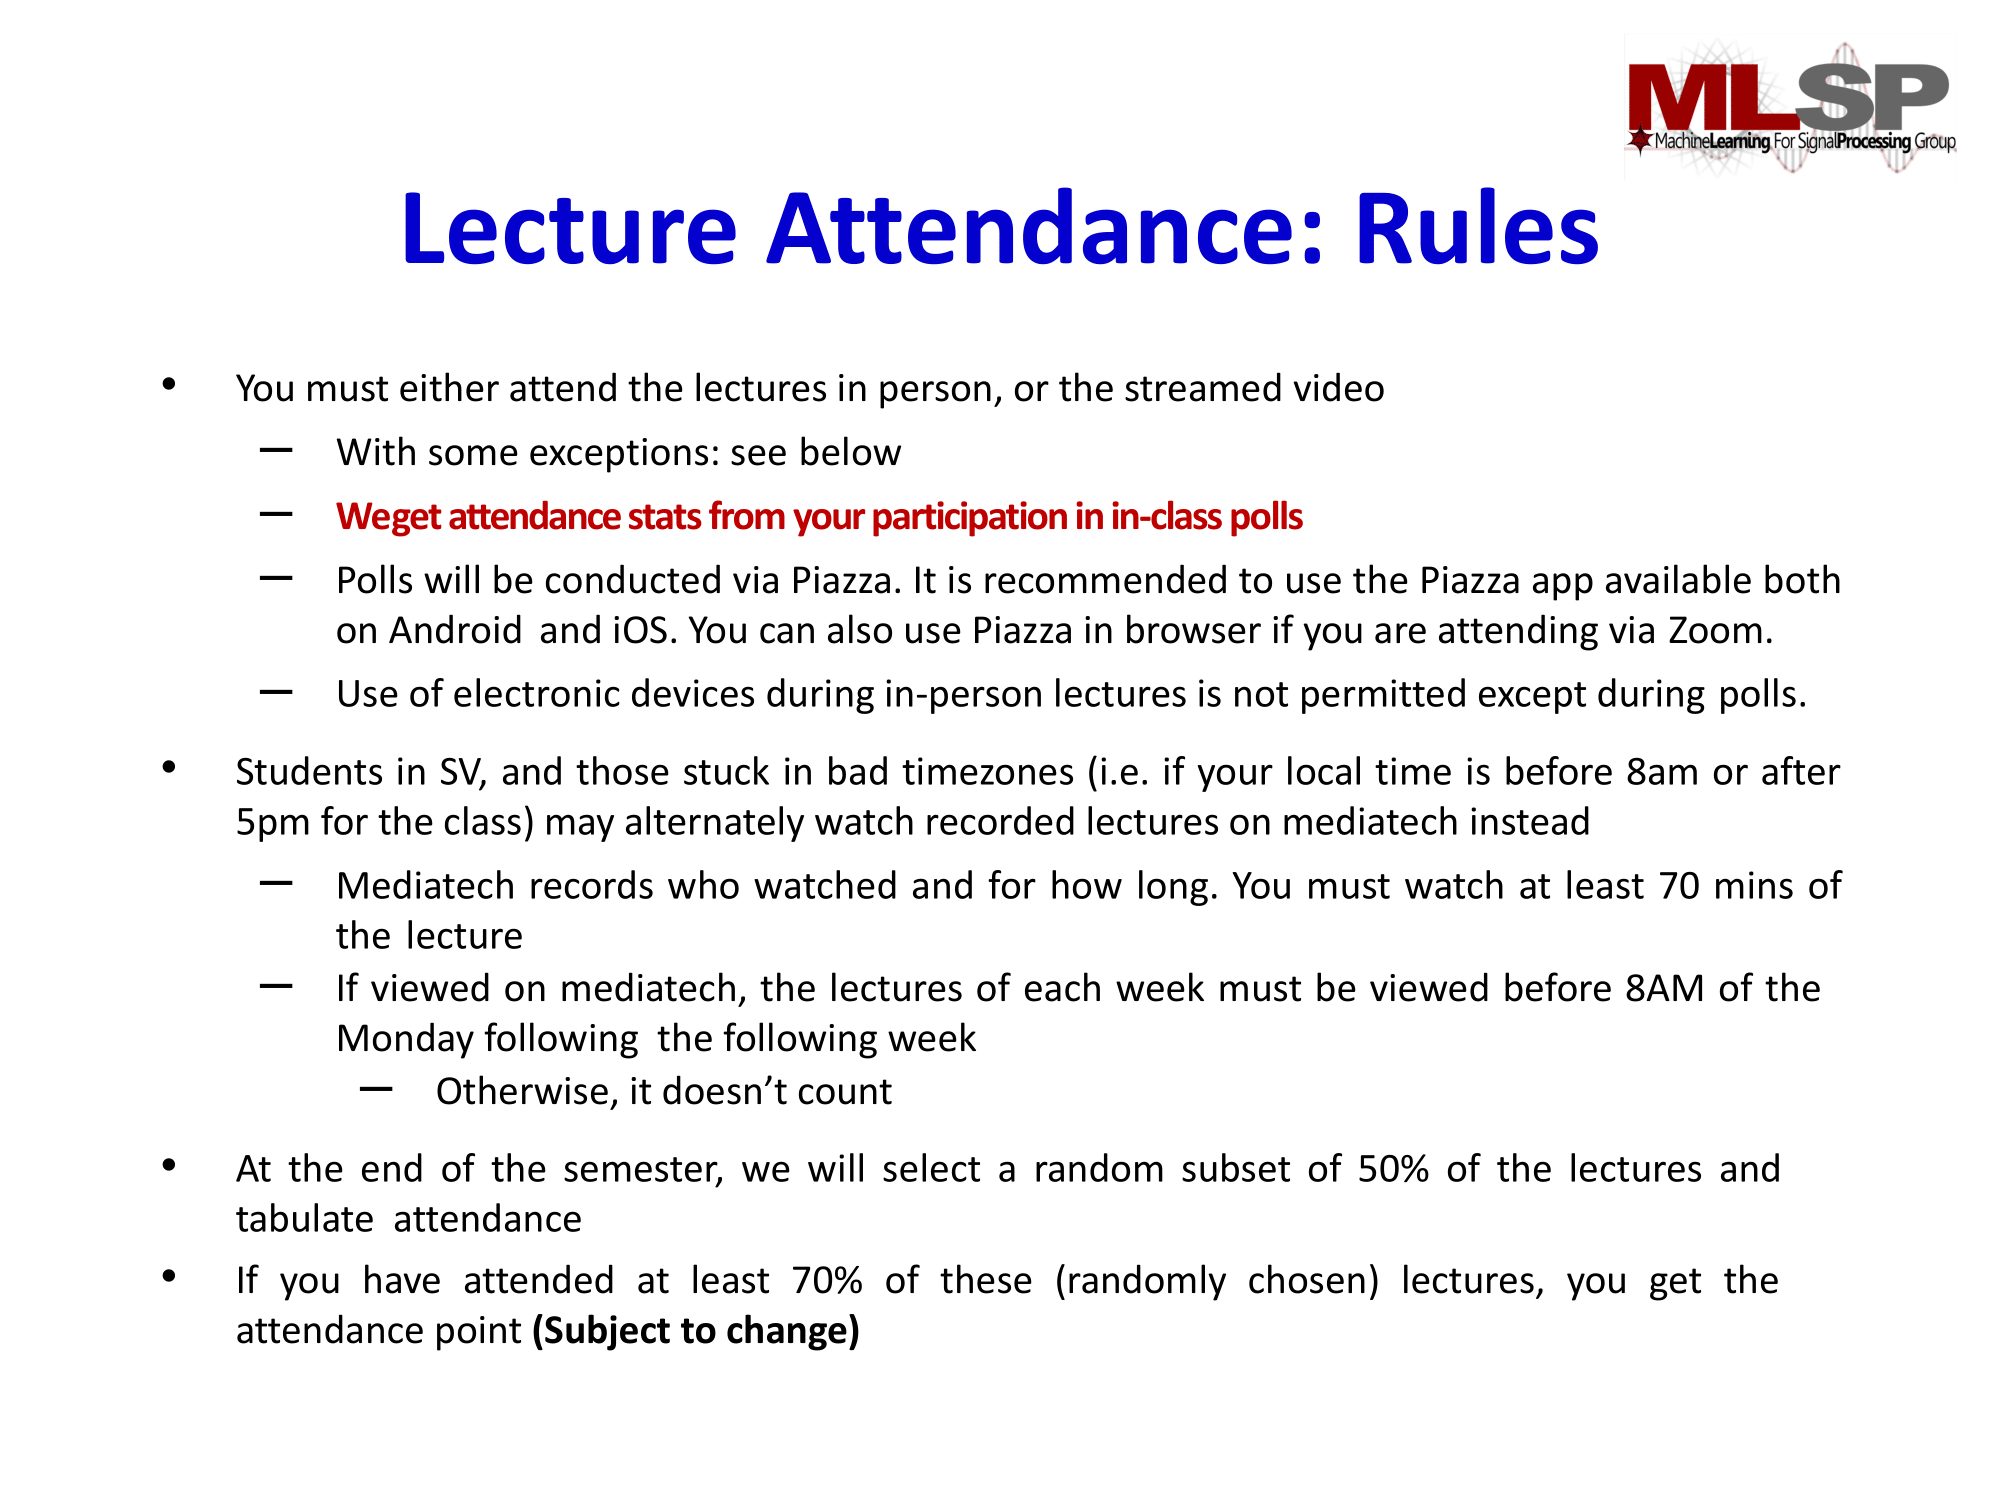 MLSP
MachineLearning For SignalProcessing Group
Lecture Attendance: Rules
• You must either attend the lectures in person, or the streamed video
— With some exceptions: see below
— Weget attendance stats from your participation in in-class polls
— Polls will be conducted via Piazza. It is recommended to use the Piazza app available both
on Android and iOS. You can also use Piazza in browser if you are attending via Zoom.
— Use of electronic devices during in-person lectures is not permitted except during polls.
• Students in SV, and those stuck in bad timezones (i.e. if your local time is before 8am or after
5pm for the class) may alternately watch recorded lectures on mediatech instead
— Mediatech records who watched and for how long. You must watch at least 70 mins of
the lecture
— If viewed on mediatech, the lectures of each week must be viewed before 8AM of the
Monday following the following week
— Otherwise, it doesn’t count
• At the end of the semester, we will select a random subset of 50% of the lectures and
tabulate attendance
• If you have attended at least 70% of these (randomly chosen) lectures, you get the
attendance point (Subject to change)